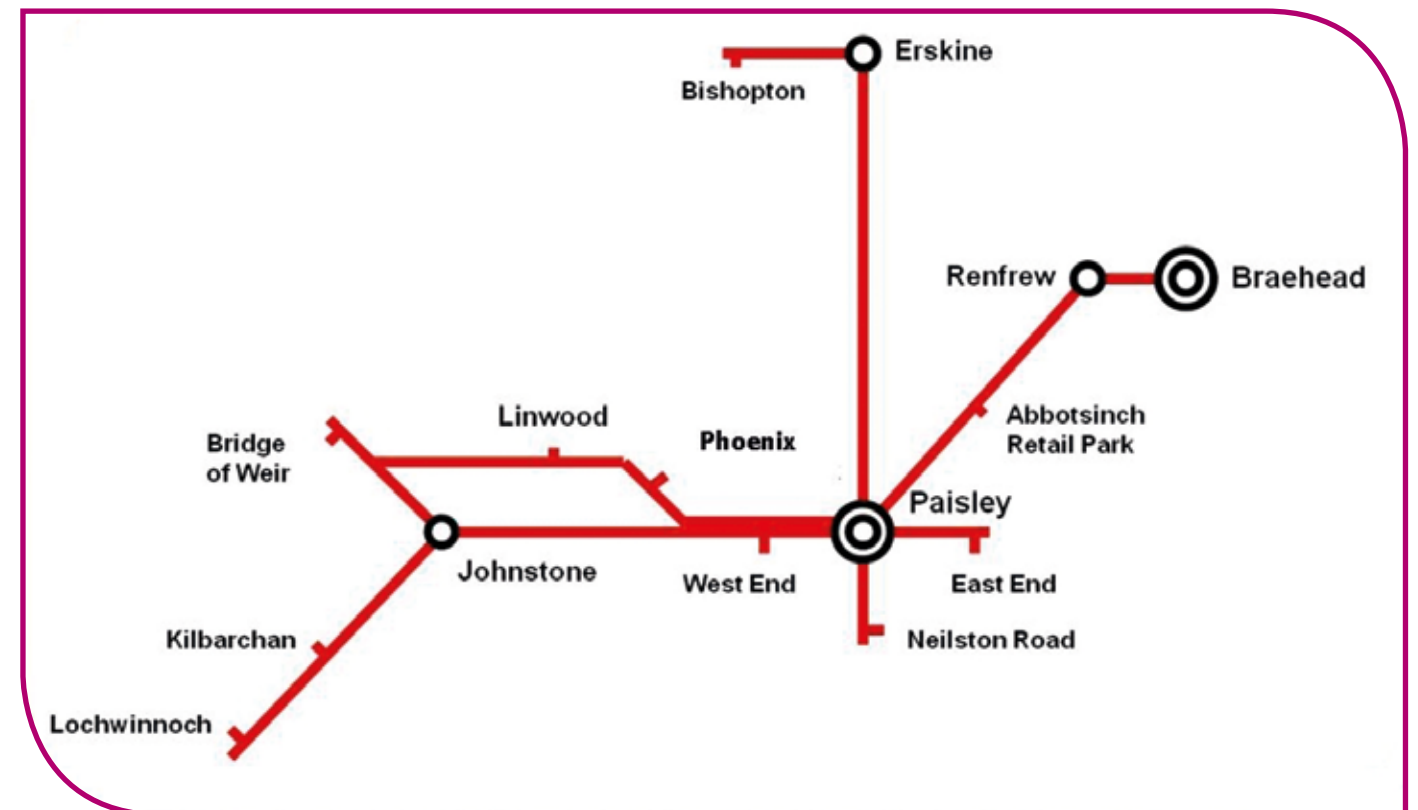 Erskine
Bishopton
Renfrew
Braehead
Linwood
Phoenix
Abbotsinch
Retail Park
Bridge
of Weir
Paisley
Johnstone
West End
East End
Kilbarchan
Neilston Road
Lochwinnoch